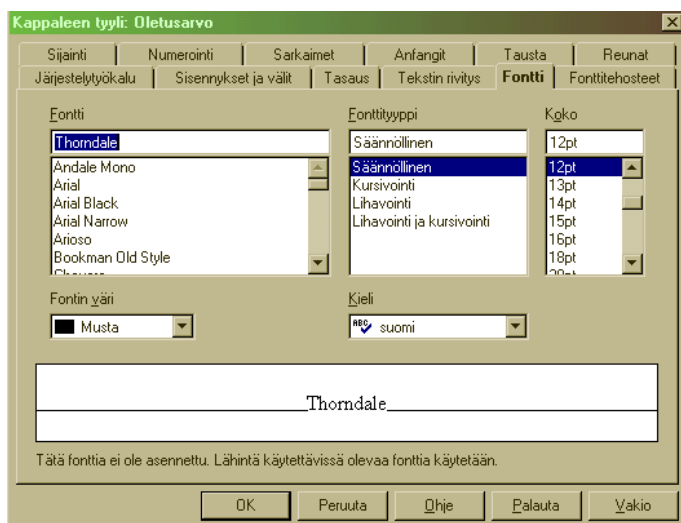 Kappaleen tyyli: Oletusarvo
Sijainti Numerointi Sarkaimet Anfangit Tausta Reunat
Järjestelytyökalu Sisennykset ja välit Tasaus Tekstin rivitys Fontti Fonttitehosteet
Fontti Fonttityyppi Koko
Thorndale Säännöllinen 12pt
Andale Mono Säännöllinen 12pt
Arial Kursivointi 13pt
Arial Black Lihavointi 14pt
Arial Narrow Lihavointi ja kursivointi 15pt
Arioso 16pt
Bookman Old Style 18pt
Fontin väri Kieli
Musta ABC suomi
Thorndale
Tätä fonttia ei ole asennettu. Lähintä käytettävissä olevaa fonttia käytetään.
OK Peruuta Ohje Palauta Vakio